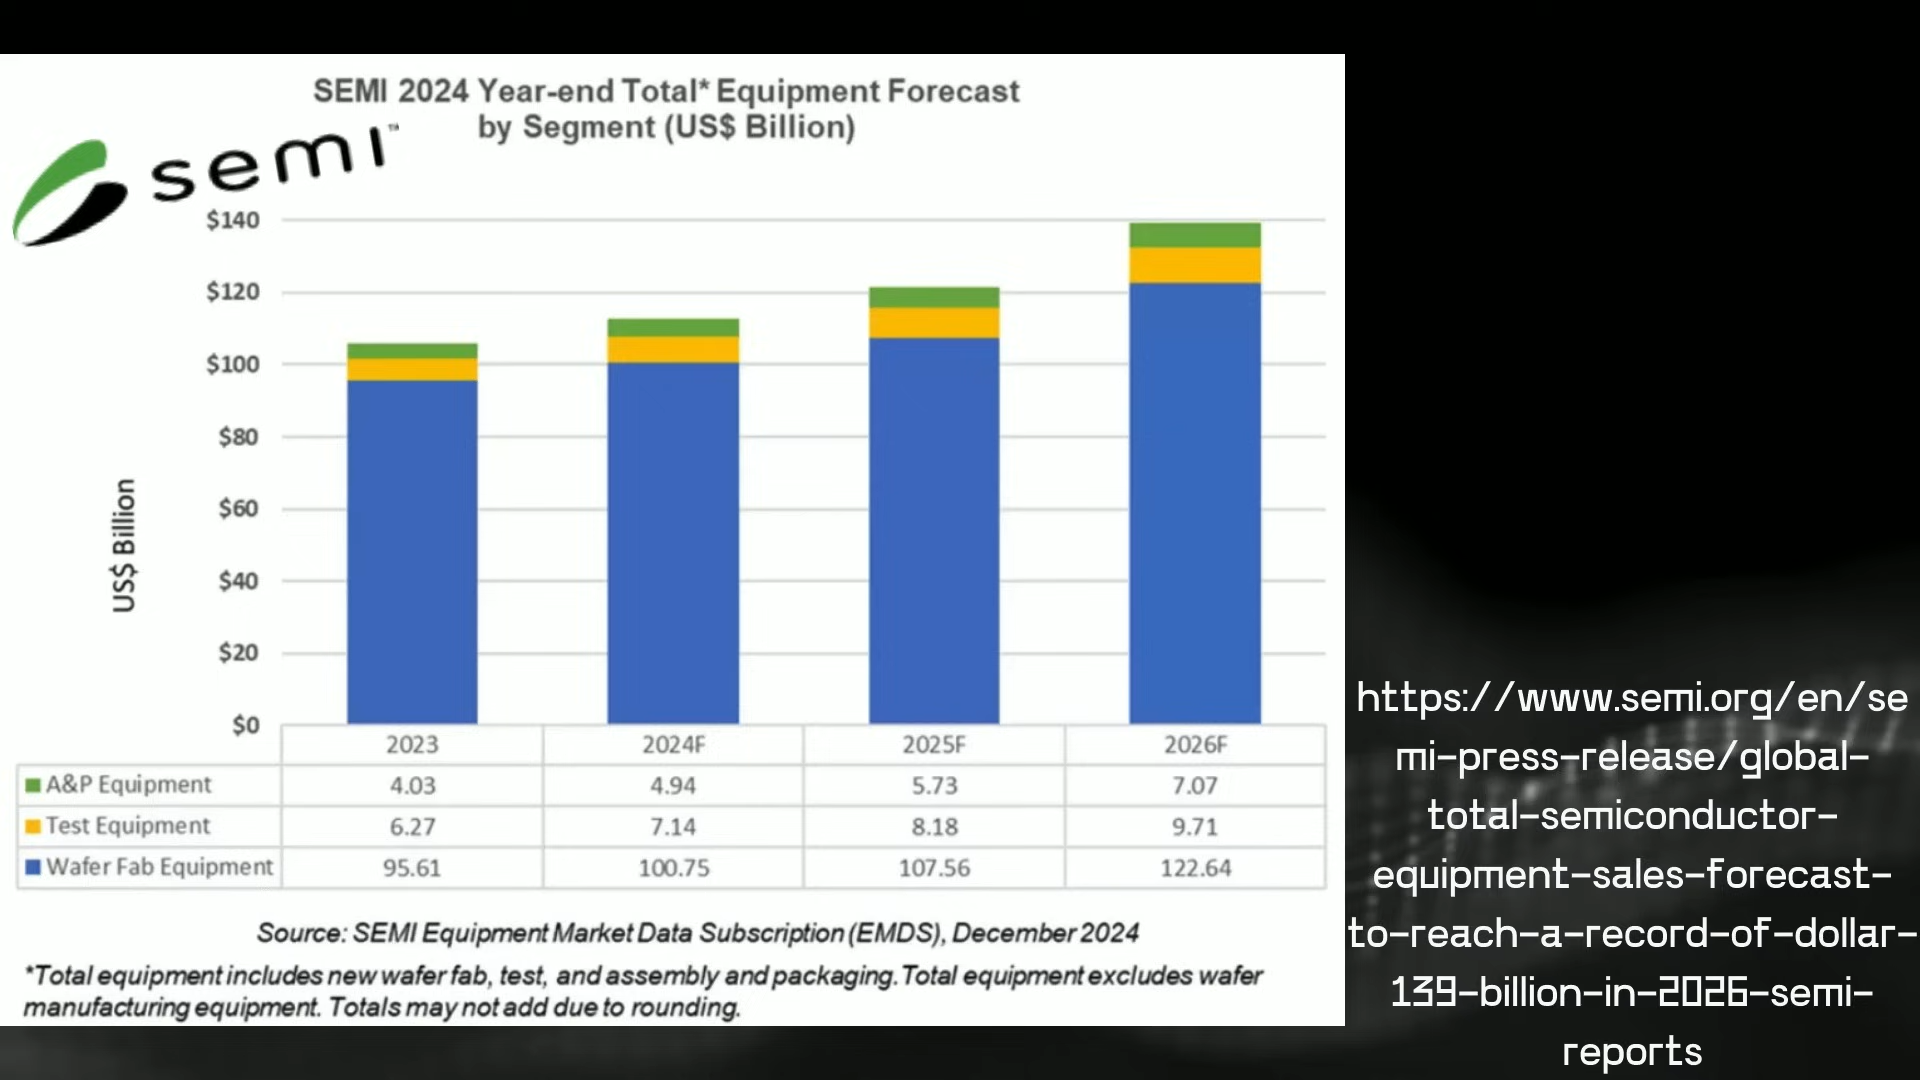 SEMI 2024 Year-end Total* Equipment Forecast
by Segment (US$ Billion)
semi™
$140
$120
$100
$80
$60
$40
$20
$0
US$ Billion
2023 2024F 2025F 2026F
A&P Equipment 4.03 4.94 5.73 7.07
Test Equipment 6.27 7.14 8.18 9.71
Wafer Fab Equipment 95.61 100.75 107.56 122.64
Source: SEMI Equipment Market Data Subscription (EMDS), December 2024
*Total equipment includes new wafer fab, test, and assembly and packaging. Total equipment excludes wafer
manufacturing equipment. Totals may not add due to rounding.
https://www.semi.org/en/se
mi-press-release/global-
total-semiconductor-
equipment-sales-forecast-
to-reach-a-record-of-dollar-
139-billion-in-2026-semi-
reports